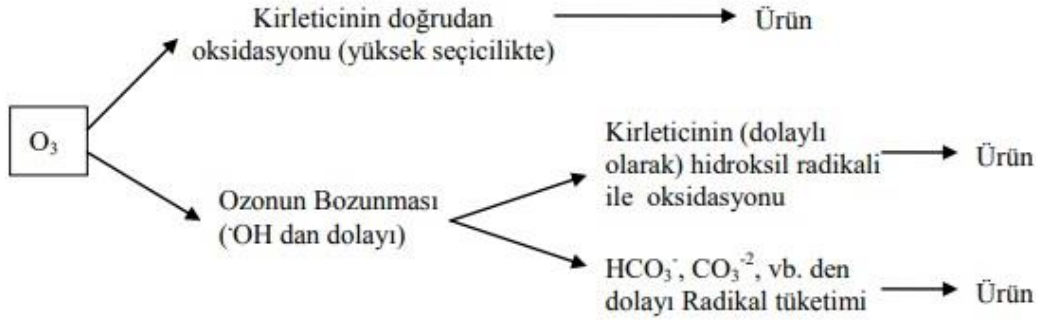 Kirleticinin doğrudan
oksidasyonu (yüksek seçicilikte)
Ürün
O₃
Kirleticinin (dolaylı
olarak) hidroksil radikali
ile oksidasyonu
Ürün
Ozonun Bozunması
(·OH dan dolayı)
HCO₃⁻, CO₃⁻², vb. den
dolayı Radikal tüketimi
Ürün